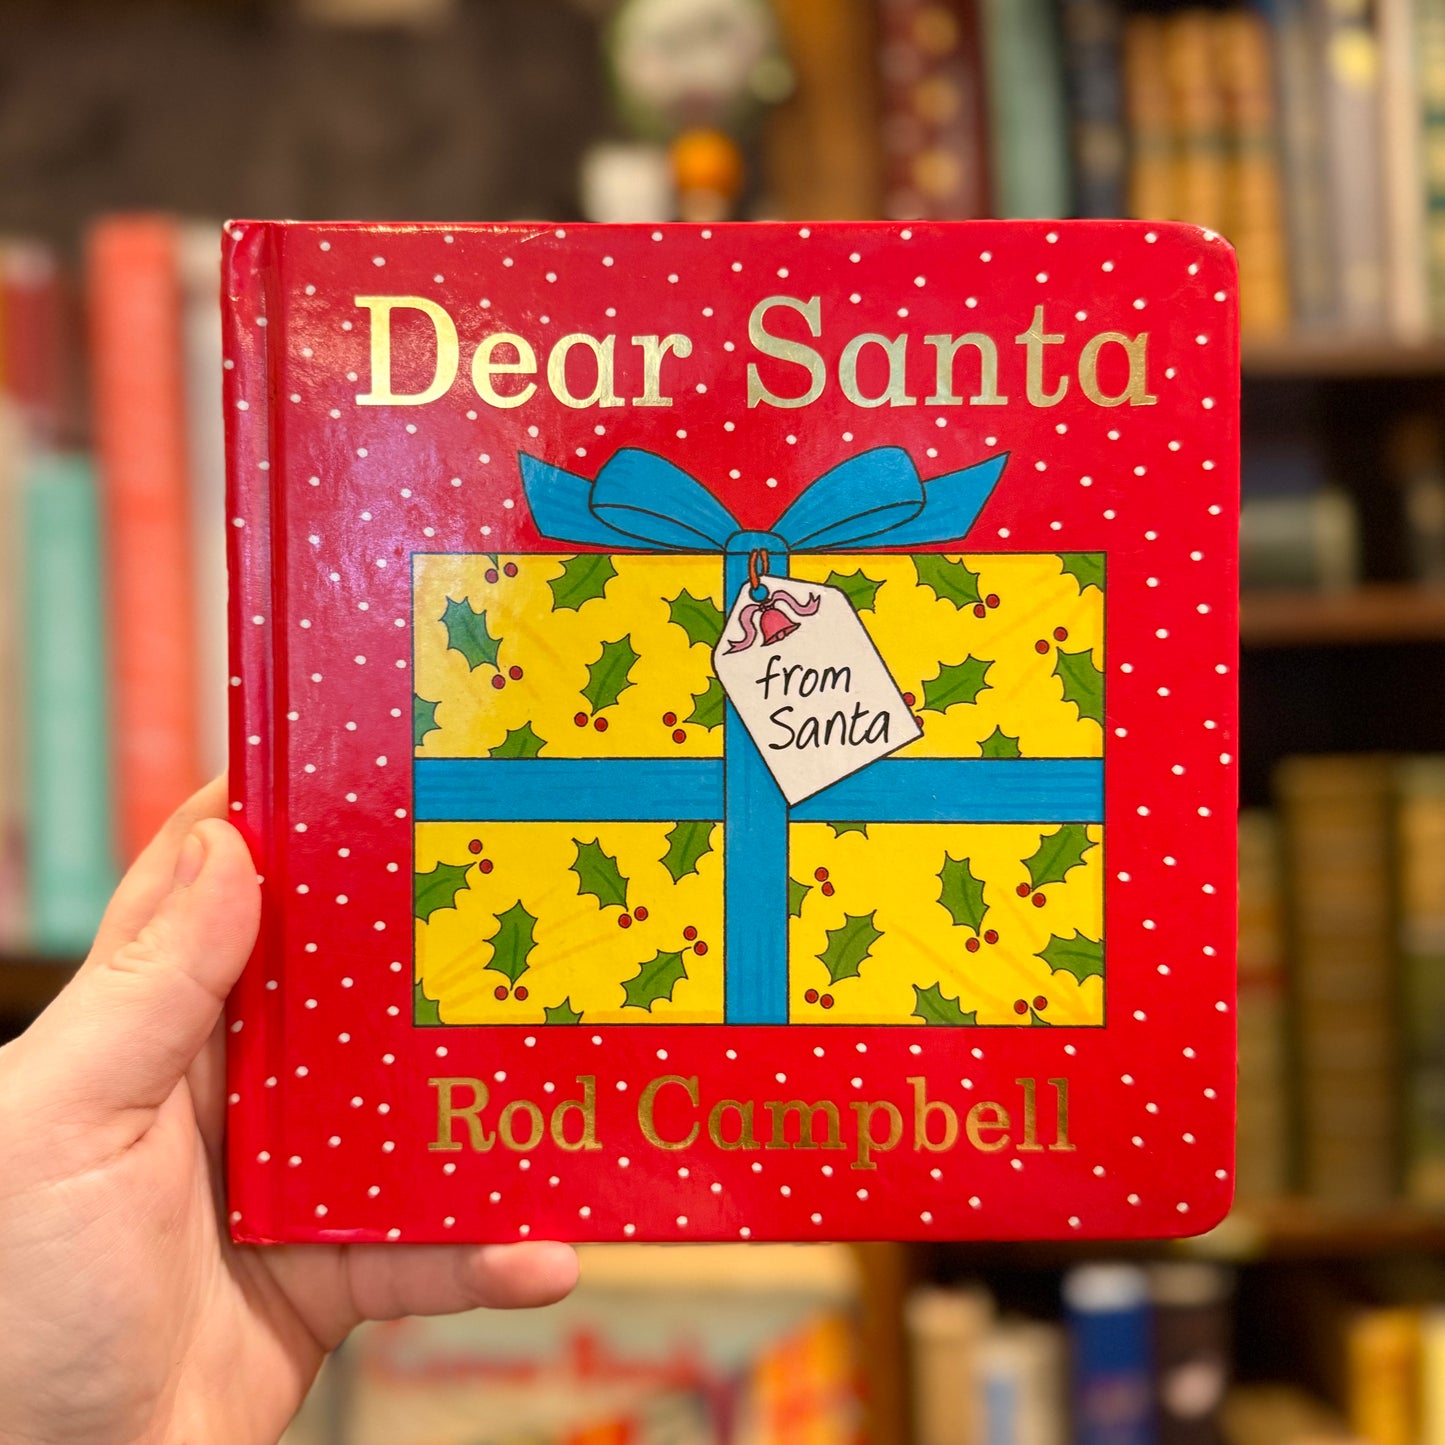 Dear Santa
from
Santa
Rod Campbell